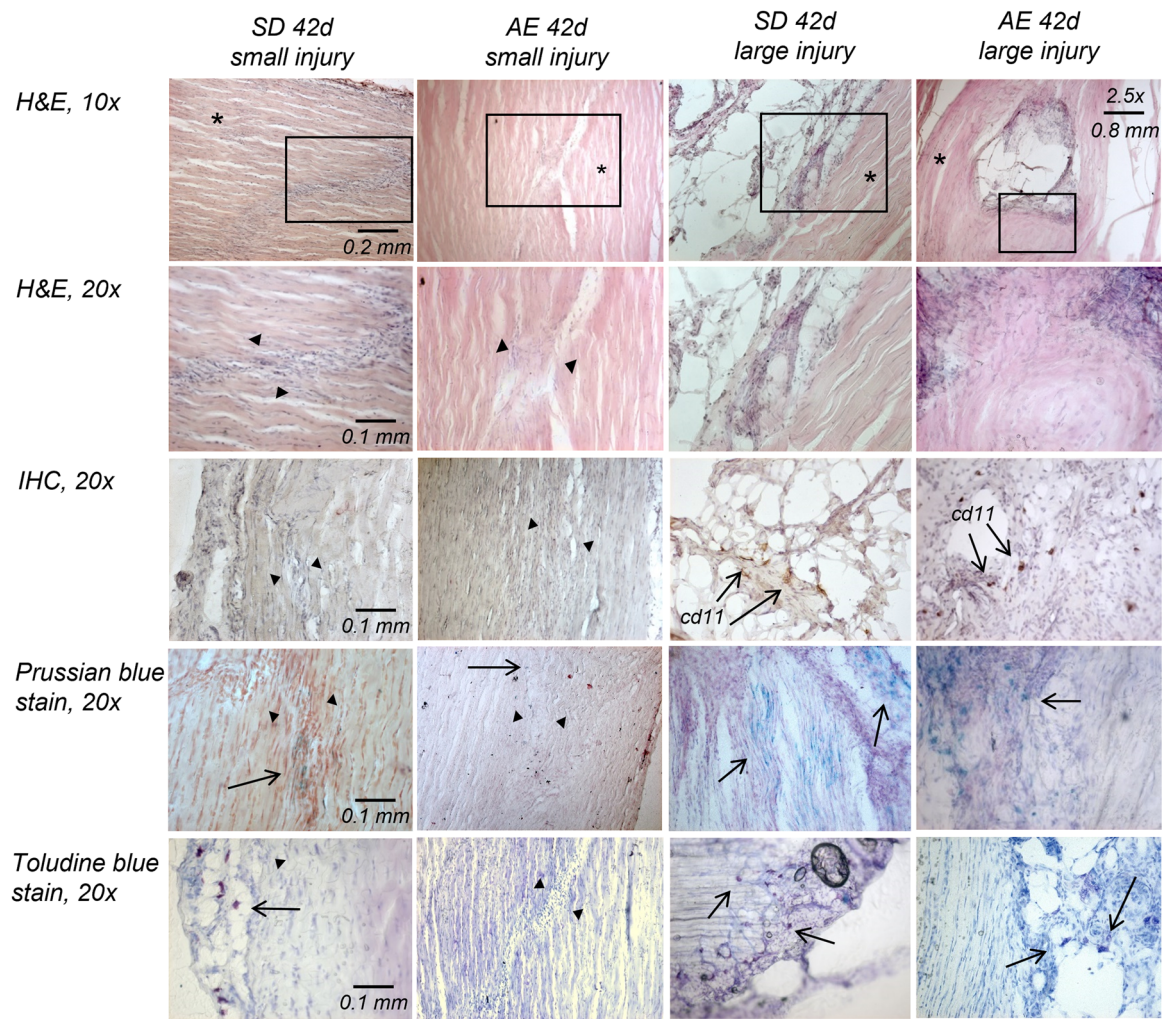 SD 42d
small injury
AE 42d
small injury
SD 42d
large injury
AE 42d
large injury
H&E, 10x
*
0.2 mm
*
*
*
2.5x
0.8 mm
H&E, 20x
0.1 mm
IHC, 20x
0.1 mm
cd11
cd11
Prussian blue
stain, 20x
0.1 mm
Toludine blue
stain, 20x
0.1 mm